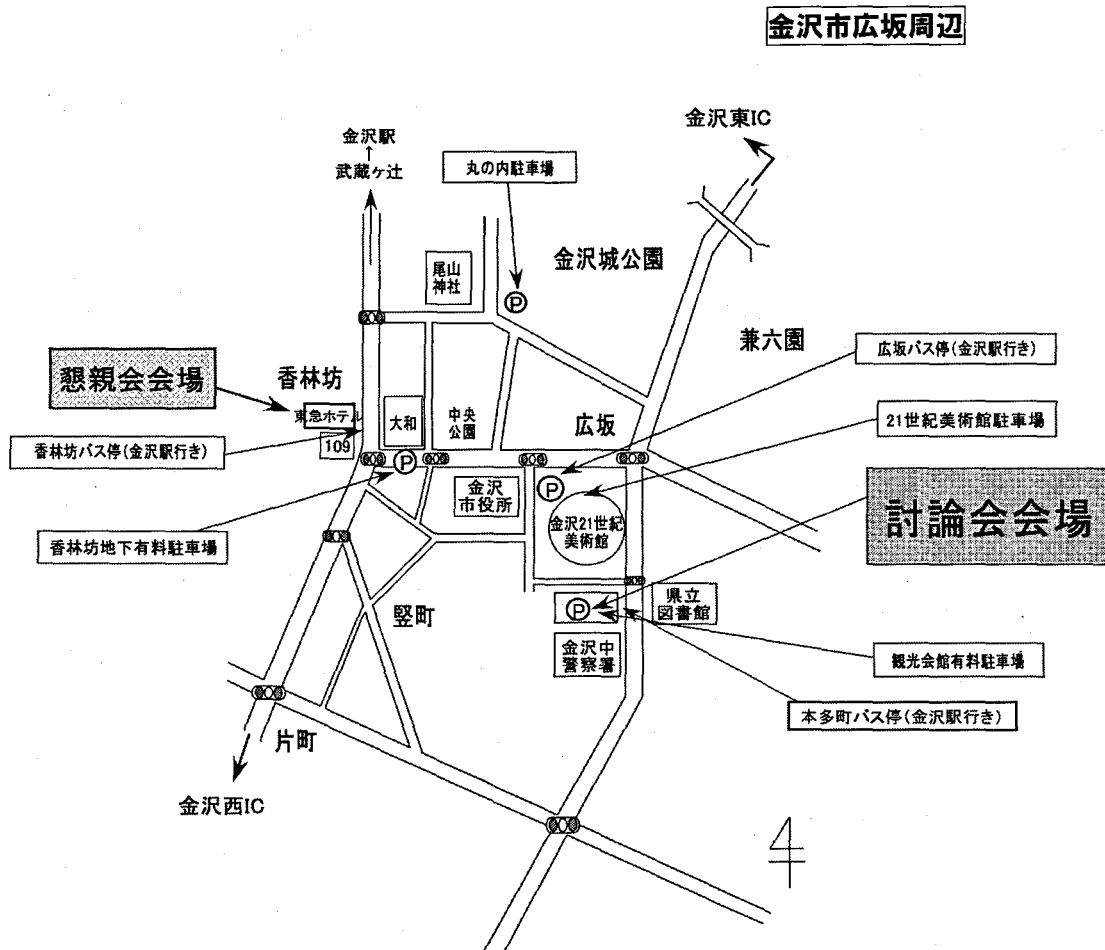 金沢市広坂周辺
金沢東IC
金沢駅
↑
武蔵ヶ辻
丸の内駐車場
尾山
神社
金沢城公園
兼六園
広坂バス停(金沢駅行き)
懇親会会場
香林坊
東急ホテル
大和
中央
公園
広坂
21世紀美術館駐車場
香林坊バス停(金沢駅行き)
109
P
P
P
金沢
市役所
金沢21世紀
美術館
討論会会場
香林坊地下有料駐車場
竪町
P
県立
図書館
金沢中
警察署
観光会館有料駐車場
本多町バス停(金沢駅行き)
片町
金沢西IC